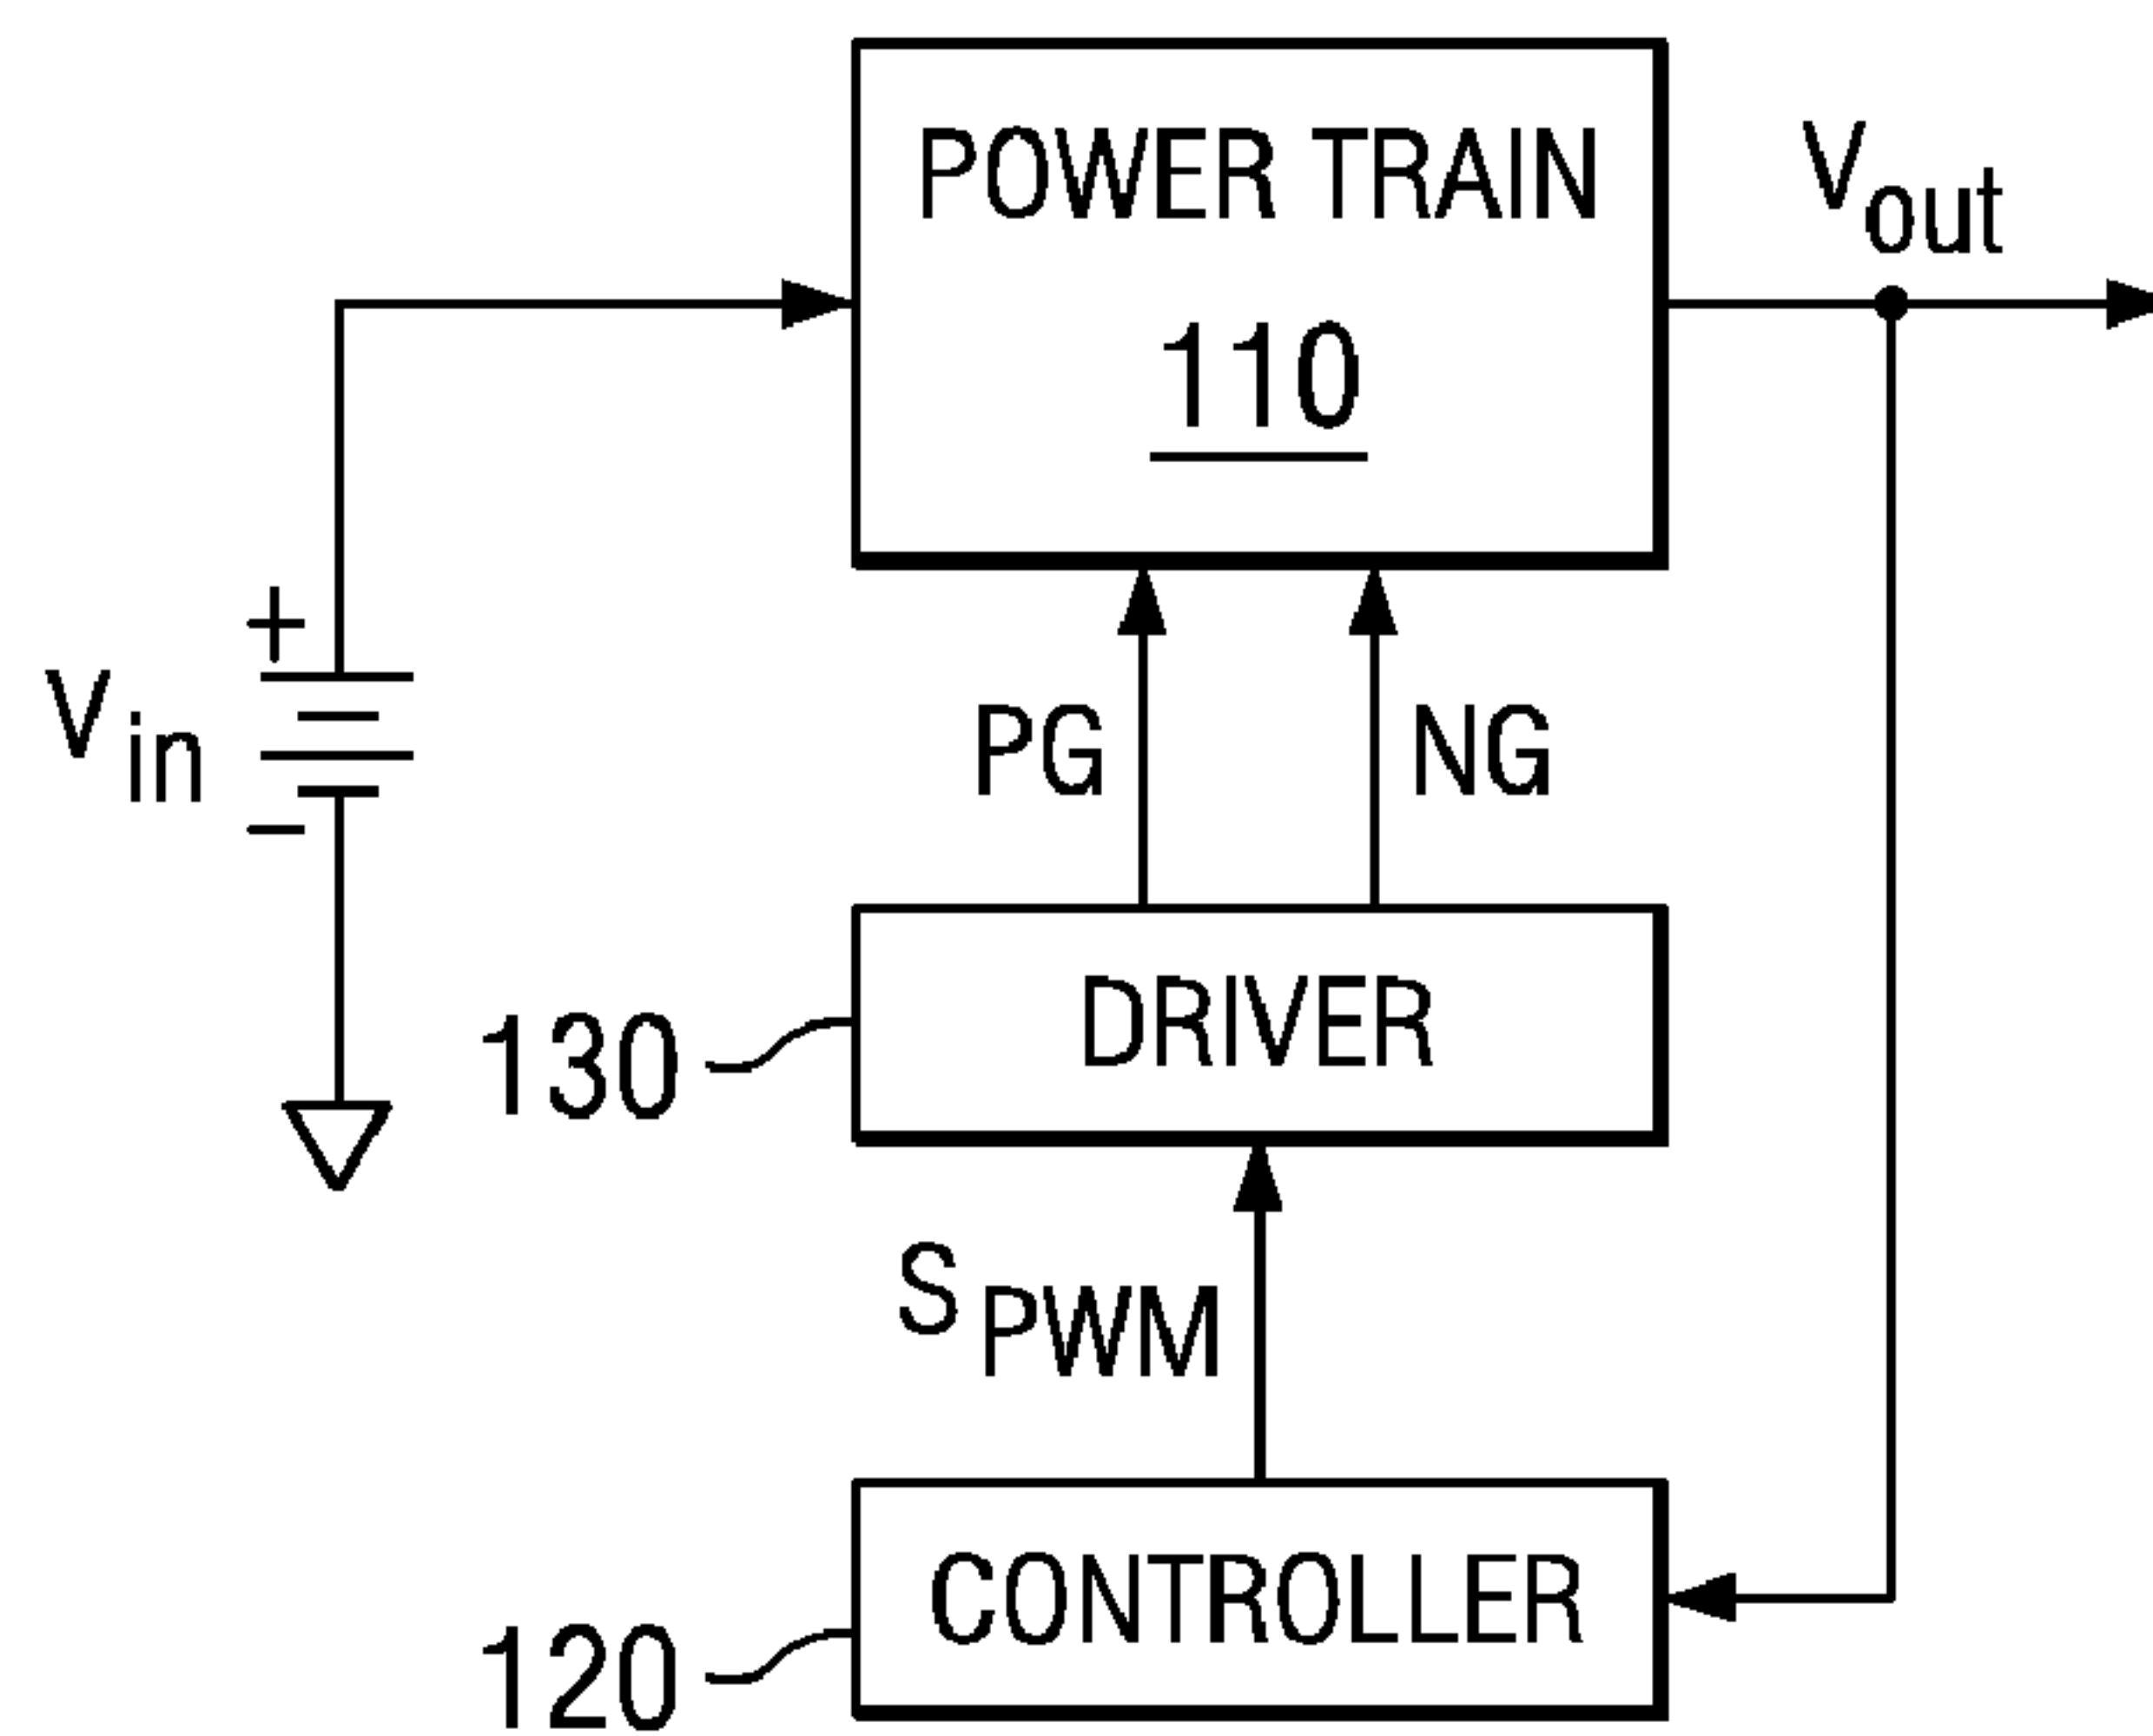 POWER TRAIN
110
Vout
+
Vin
−
PG
NG
130
DRIVER
SPWM
120
CONTROLLER